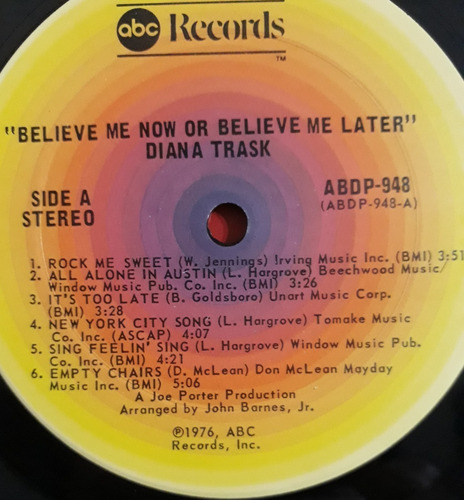 abc Records
TM
"BELIEVE ME NOW OR BELIEVE ME LATER"
DIANA TRASK
SIDE A
STEREO
ABDP-948
(ABDP-948-A)
1. ROCK ME SWEET (W. Jennings) Irving Music Inc. (BMI) 3:51
2. ALL ALONE IN AUSTIN (L. Hargrove) Beechwood Music/
Window Music Pub. Co. Inc. (BMI) 3:26
3. IT'S TOO LATE (B. Goldsboro) Unart Music Corp.
(BMI) 3:28
4. NEW YORK CITY SONG (L. Hargrove) Tomake Music
Co. Inc. (ASCAP) 4:07
5. SING FEELIN' SING (L. Hargrove) Window Music Pub.
Co. Inc. (BMI) 4:21
6. EMPTY CHAIRS (D. McLean) Don McLean Mayday
Music Inc. (BMI) 5:06
A Joe Porter Production
Arranged by John Barnes, Jr.
℗1976, ABC
Records, Inc.